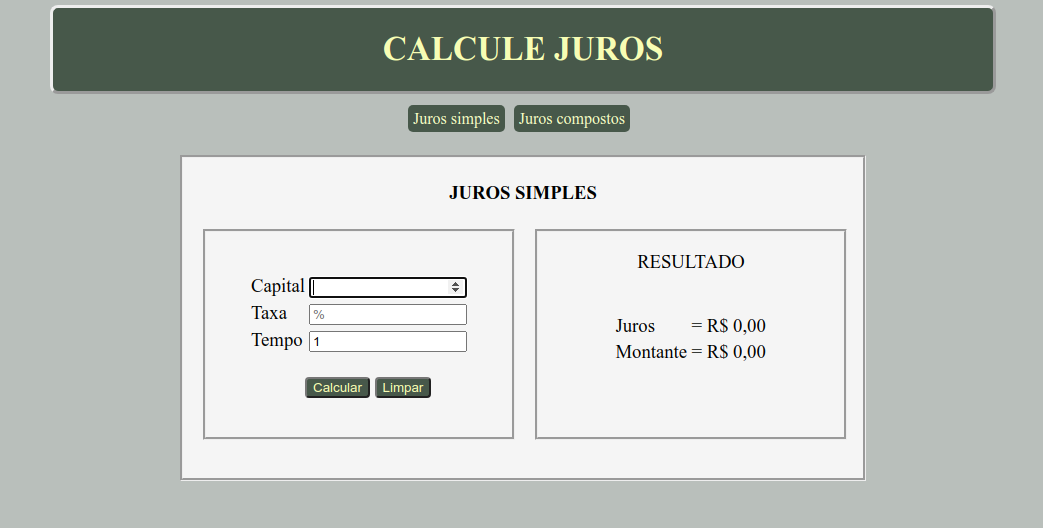 CALCULE JUROS
Juros simples Juros compostos
JUROS SIMPLES
Capital
Taxa %
Tempo 1
Calcular Limpar
RESULTADO
Juros = R$ 0,00
Montante = R$ 0,00